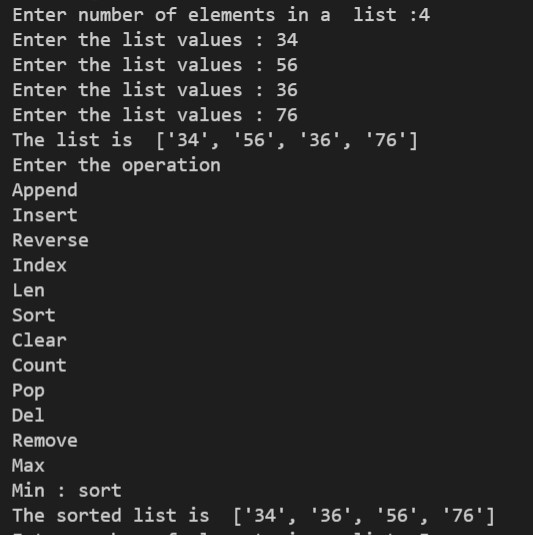 Enter number of elements in a  list :4
Enter the list values : 34
Enter the list values : 56
Enter the list values : 36
Enter the list values : 76
The list is  ['34', '56', '36', '76']
Enter the operation
Append
Insert
Reverse
Index
Len
Sort
Clear
Count
Pop
Del
Remove
Max
Min : sort
The sorted list is  ['34', '36', '56', '76']